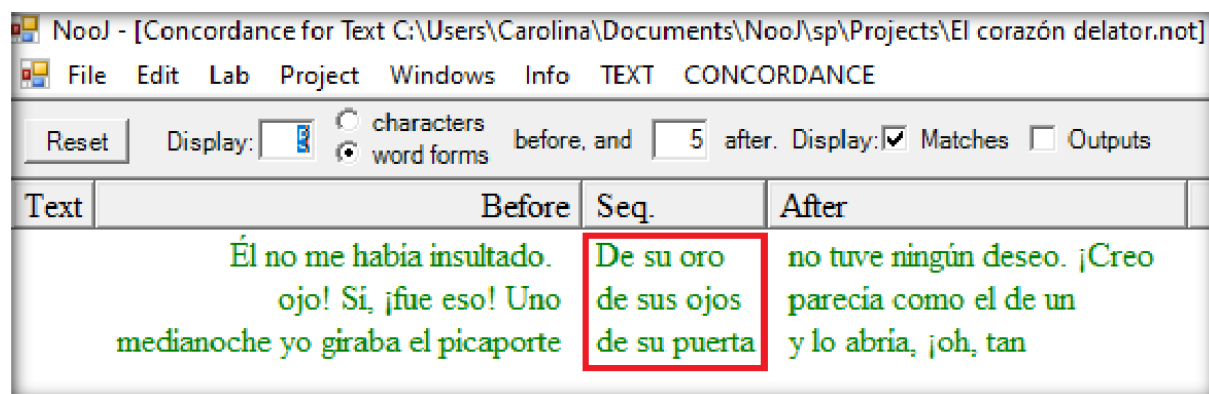 NooJ - [Concordance for Text C:\Users\Carolina\Documents\NooJ\sp\Projects\El corazón delator.not]
File Edit Lab Project Windows Info TEXT CONCORDANCE
Reset Display: characters word forms before, and 5 after. Display: Matches Outputs
Text Before Seq. After
Él no me había insultado. De su oro no tuve ningún deseo. ¡Creo
ojo! Sí, ¡fue eso! Uno de sus ojos parecía como el de un
medianoche yo giraba el picaporte de su puerta y lo abría, ¡oh, tan